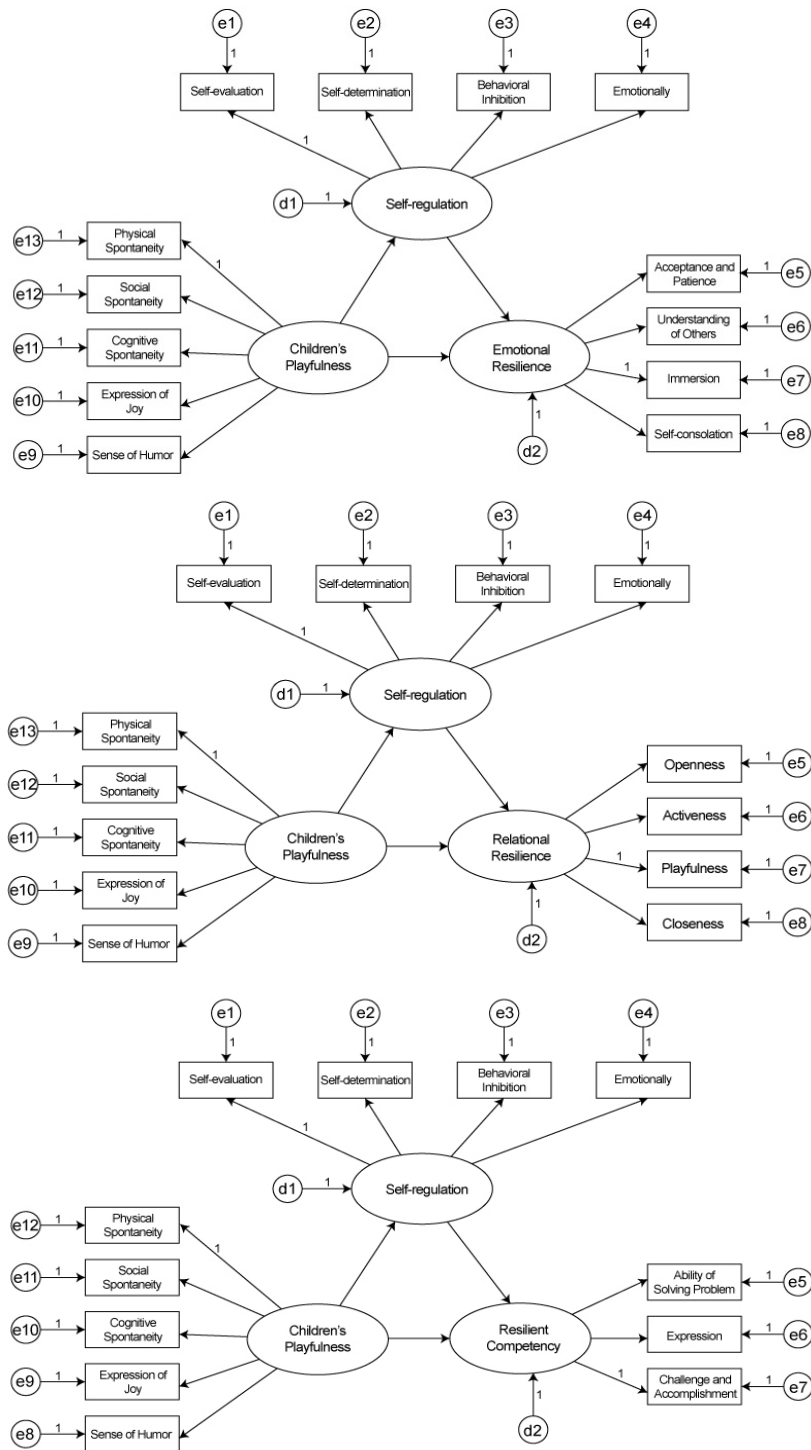 e1
e2
e3
e4
1
1
1
1
Self-evaluation
Self-determination
Behavioral
Inhibition
Emotionally
1
d1
1
Self-regulation
e13
1
Physical
Spontaneity
1
e12
1
Social
Spontaneity
e11
1
Cognitive
Spontaneity
e10
1
Expression of
Joy
e9
1
Sense of Humor
Children's
Playfulness
Emotional
Resilience
1
d2
Acceptance and
Patience
1
e5
Understanding
of Others
1
e6
1
Immersion
1
e7
Self-consolation
1
e8
e1
e2
e3
e4
1
1
1
1
Self-evaluation
Self-determination
Behavioral
Inhibition
Emotionally
1
d1
1
Self-regulation
e13
1
Physical
Spontaneity
1
e12
1
Social
Spontaneity
e11
1
Cognitive
Spontaneity
e10
1
Expression of
Joy
e9
1
Sense of Humor
Children's
Playfulness
Relational
Resilience
1
d2
Openness
1
e5
Activeness
1
e6
1
Playfulness
1
e7
Closeness
1
e8
e1
e2
e3
e4
1
1
1
1
Self-evaluation
Self-determination
Behavioral
Inhibition
Emotionally
1
d1
1
Self-regulation
e12
1
Physical
Spontaneity
1
e11
1
Social
Spontaneity
e10
1
Cognitive
Spontaneity
e9
1
Expression of
Joy
e8
1
Sense of Humor
Children's
Playfulness
Resilient
Competency
1
d2
Ability of
Solving Problem
1
e5
Expression
1
e6
1
Challenge and
Accomplishment
1
e7